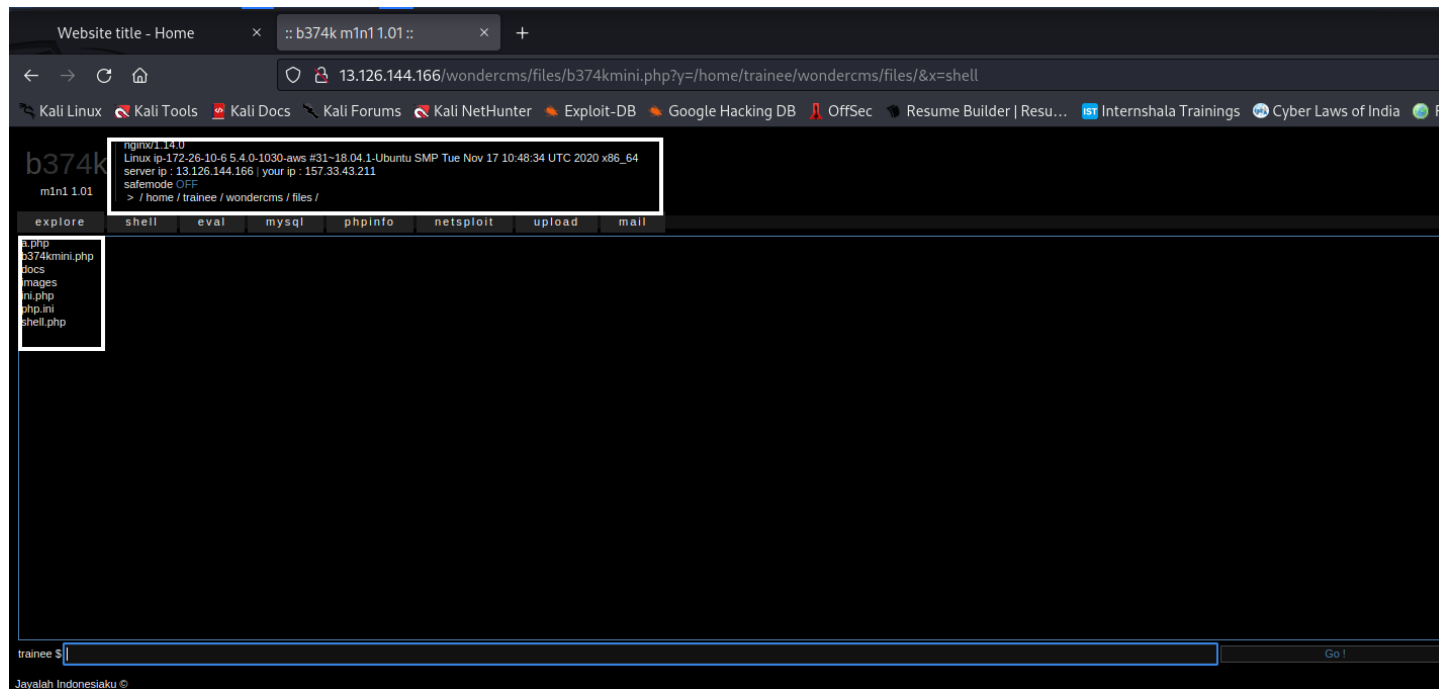 Website title - Home × :: b374k m1n1 1.01 :: × +
13.126.144.166/wondercms/files/b374kmini.php?y=/home/trainee/wondercms/files/&x=shell
Kali Linux Kali Tools Kali Docs Kali Forums Kali NetHunter Exploit-DB Google Hacking DB OffSec Resume Builder | Resu… IST Internshala Trainings Cyber Laws of India
b374k
m1n1 1.01
nginx/1.14.0
Linux ip-172-26-10-6 5.4.0-1030-aws #31~18.04.1-Ubuntu SMP Tue Nov 17 10:48:34 UTC 2020 x86_64
server ip : 13.126.144.166 | your ip : 157.33.43.211
safemode OFF
> / home / trainee / wondercms / files /
explore shell eval mysql phpinfo netsploit upload mail
a.php
b374kmini.php
docs
images
ini.php
php.ini
shell.php
trainee $ Go !
Jayalah Indonesiaku ©